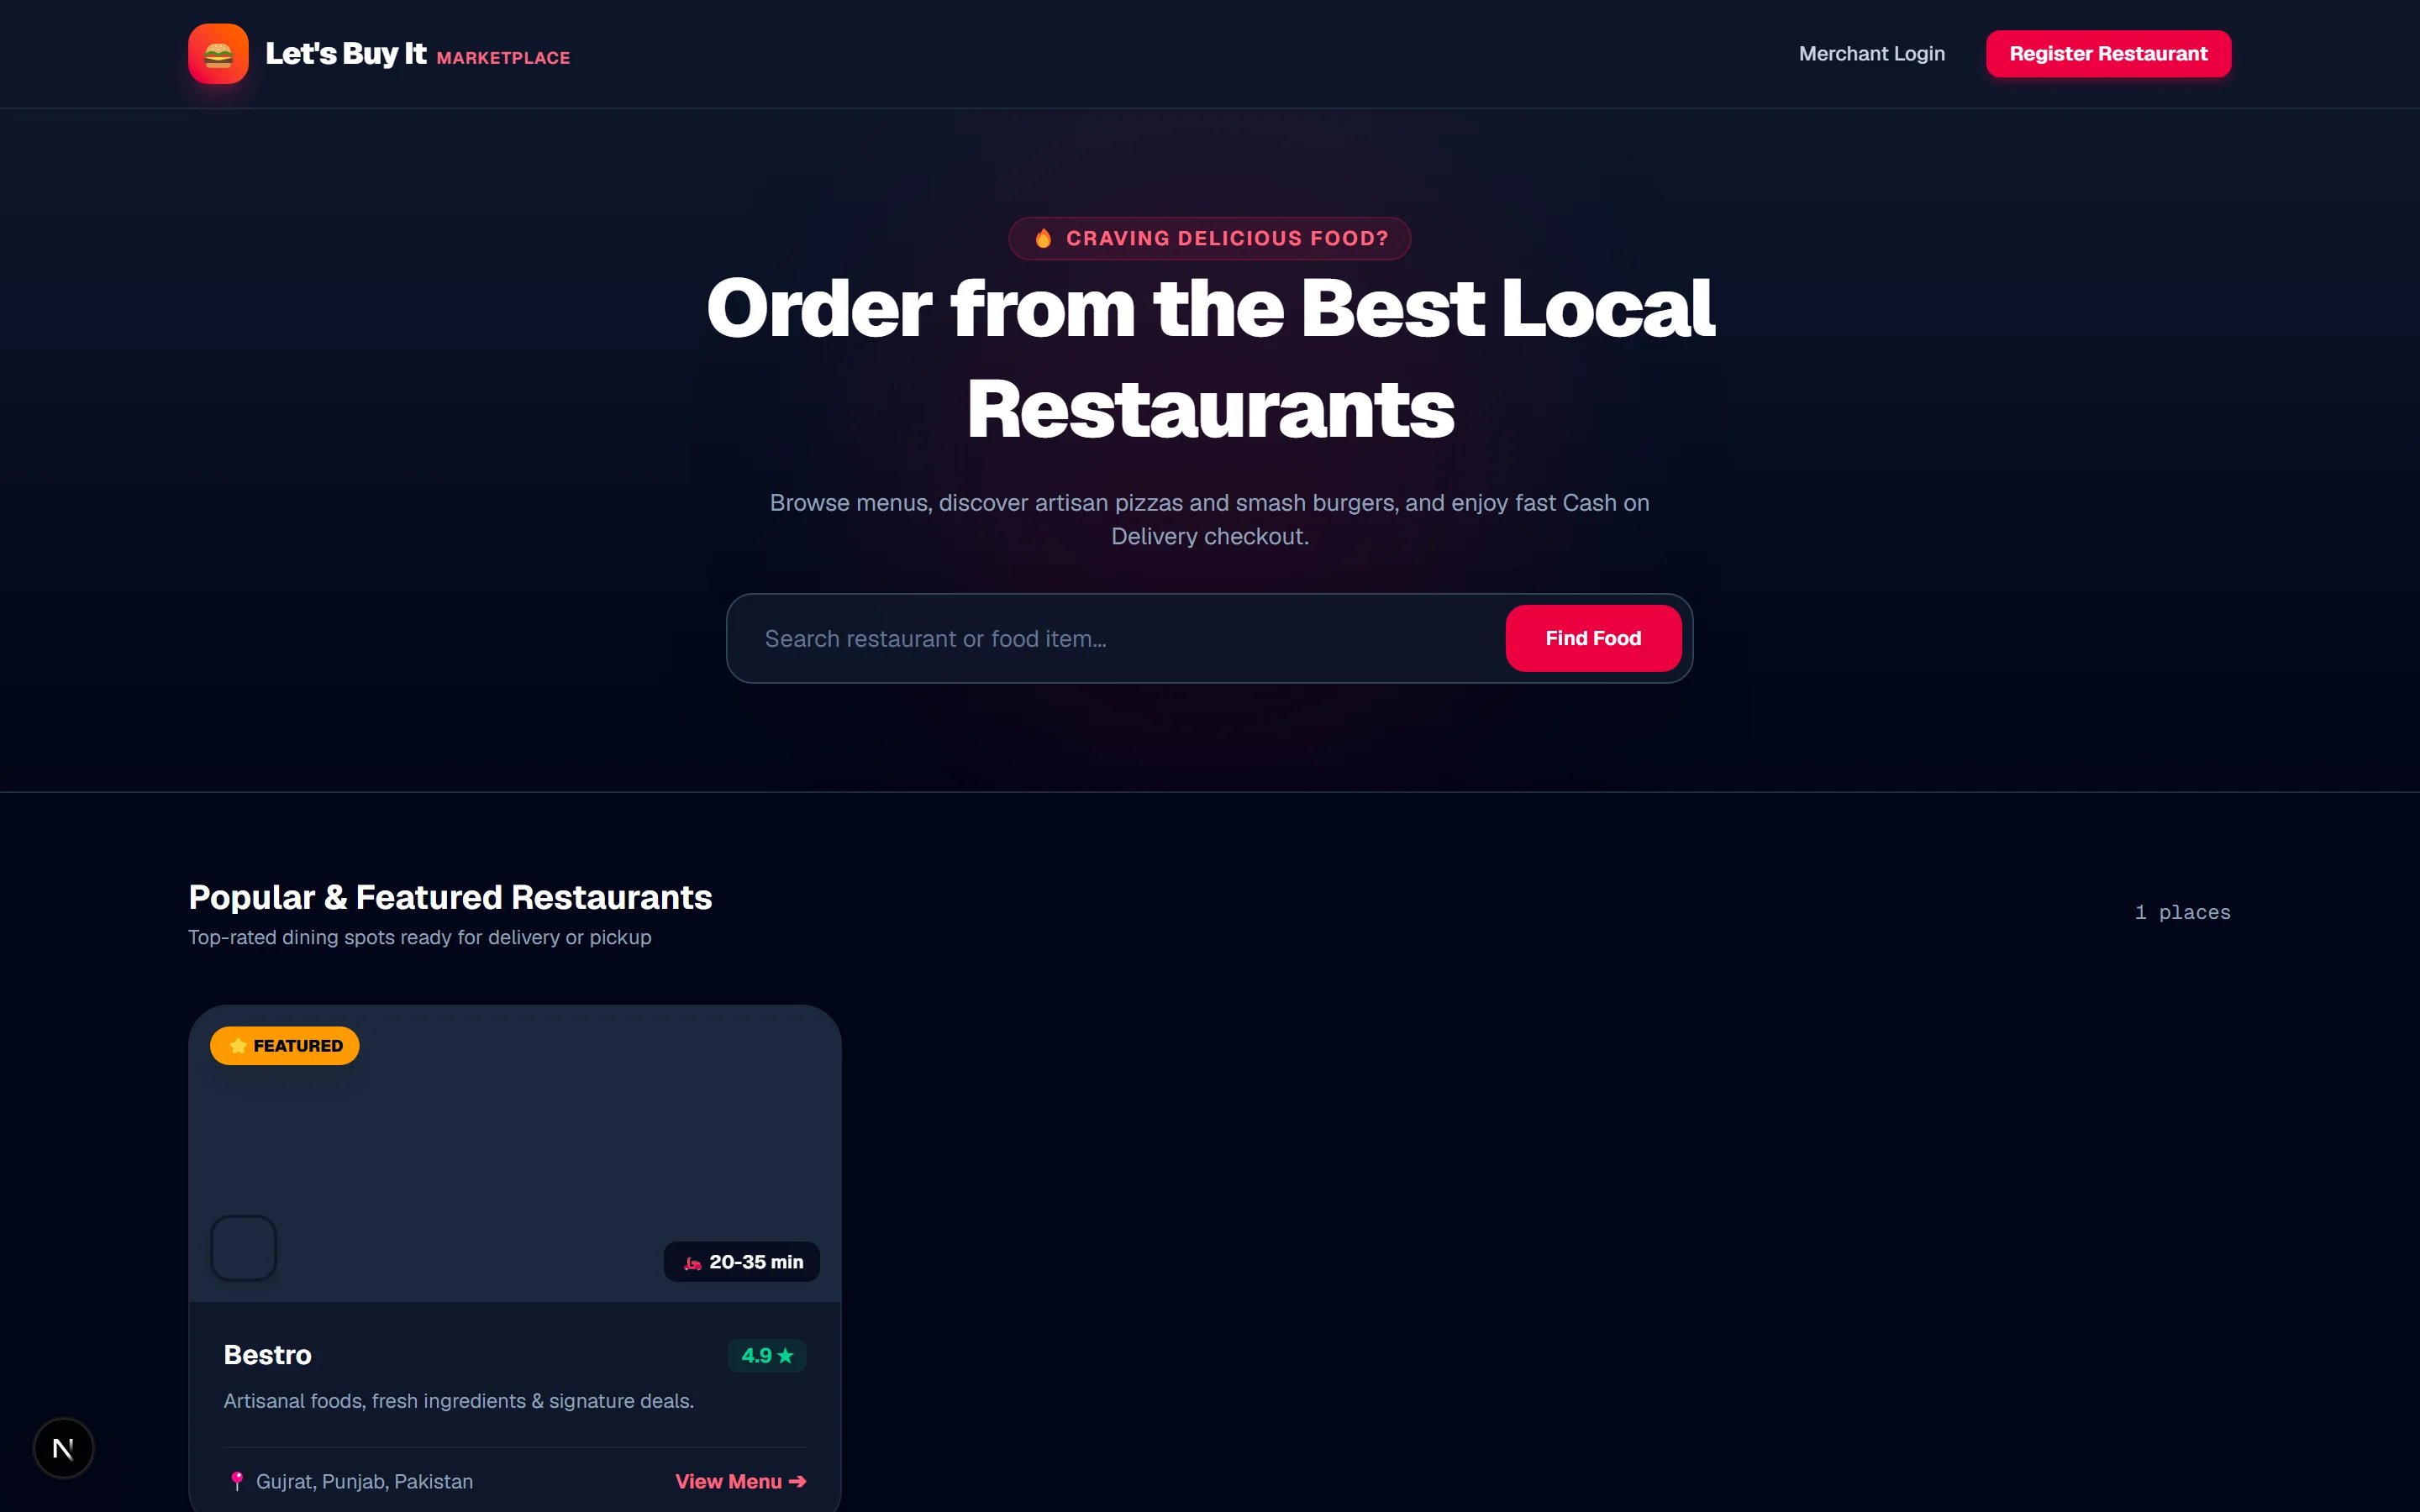 Let's Buy It MARKETPLACE
Merchant Login
Register Restaurant
CRAVING DELICIOUS FOOD?
Order from the Best Local
Restaurants
Browse menus, discover artisan pizzas and smash burgers, and enjoy fast Cash on
Delivery checkout.
Search restaurant or food item...
Find Food
Popular & Featured Restaurants
1 places
Top-rated dining spots ready for delivery or pickup
FEATURED
20-35 min
Bestro
4.9 ★
Artisanal foods, fresh ingredients & signature deals.
N
Gujrat, Punjab, Pakistan
View Menu ➔